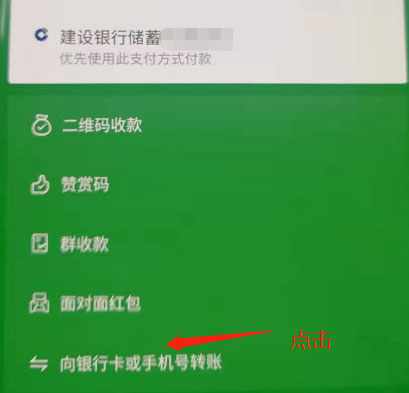 建设银行储蓄
优先使用此支付方式付款
二维码收款
赞赏码
群收款
面对面红包
向银行卡或手机号转账
点击